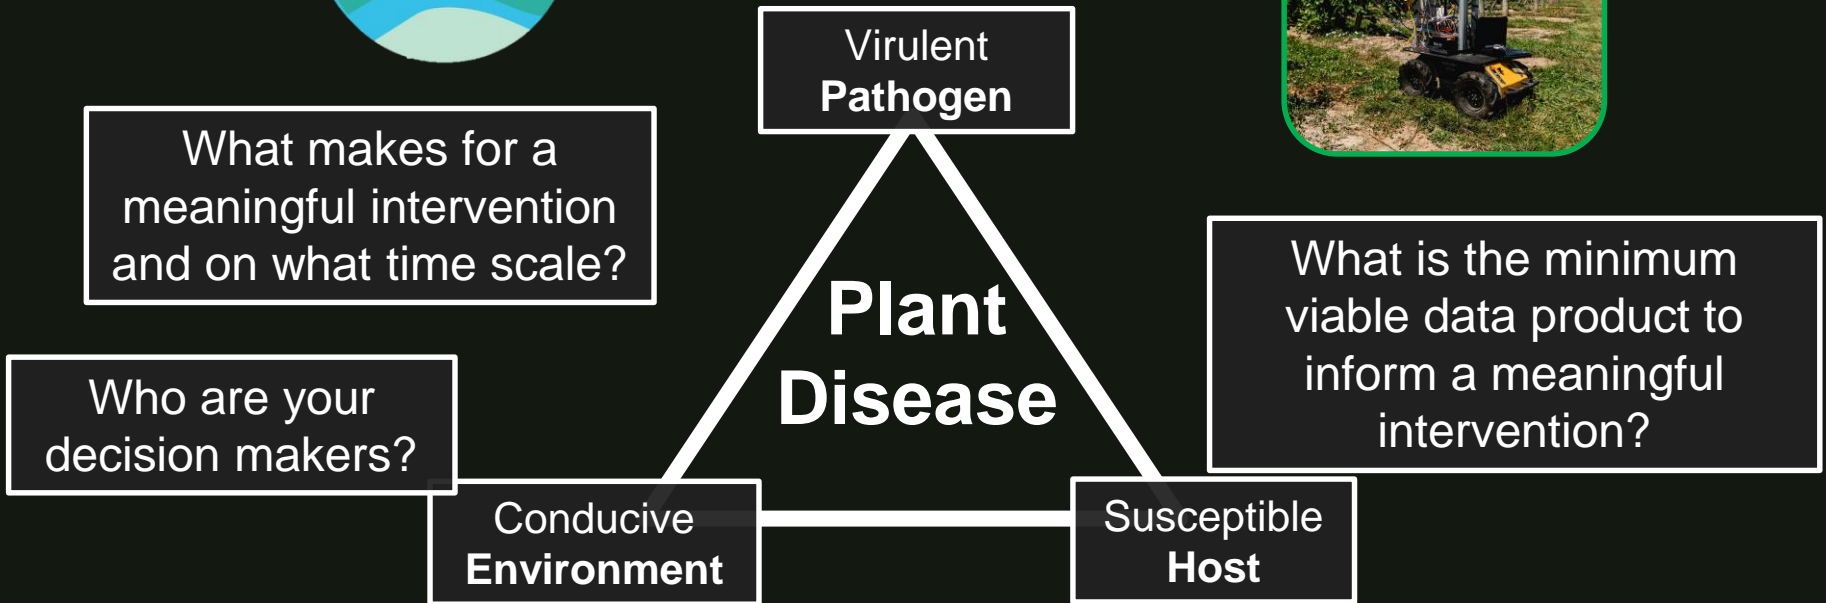 Virulent
Pathogen
What makes for a
meaningful intervention
and on what time scale?
What is the minimum
viable data product to
inform a meaningful
intervention?
Plant
Disease
Who are your
decision makers?
Conducive
Environment
Susceptible
Host